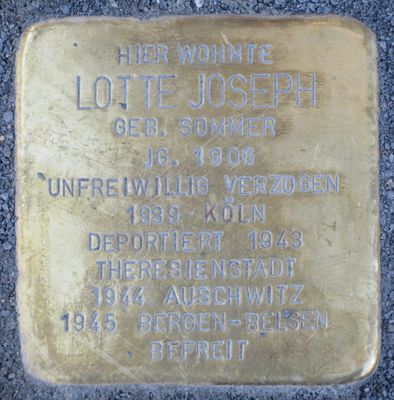 HIER WOHNTE
LOTTE JOSEPH
GEB. SOMMER
JG. 1906
UNFREIWILLIG VERZOGEN
1939 KÖLN
DEPORTIERT 1943
THERESIENSTADT
1944 AUSCHWITZ
1945 BERGEN-BELSEN
BEFREIT